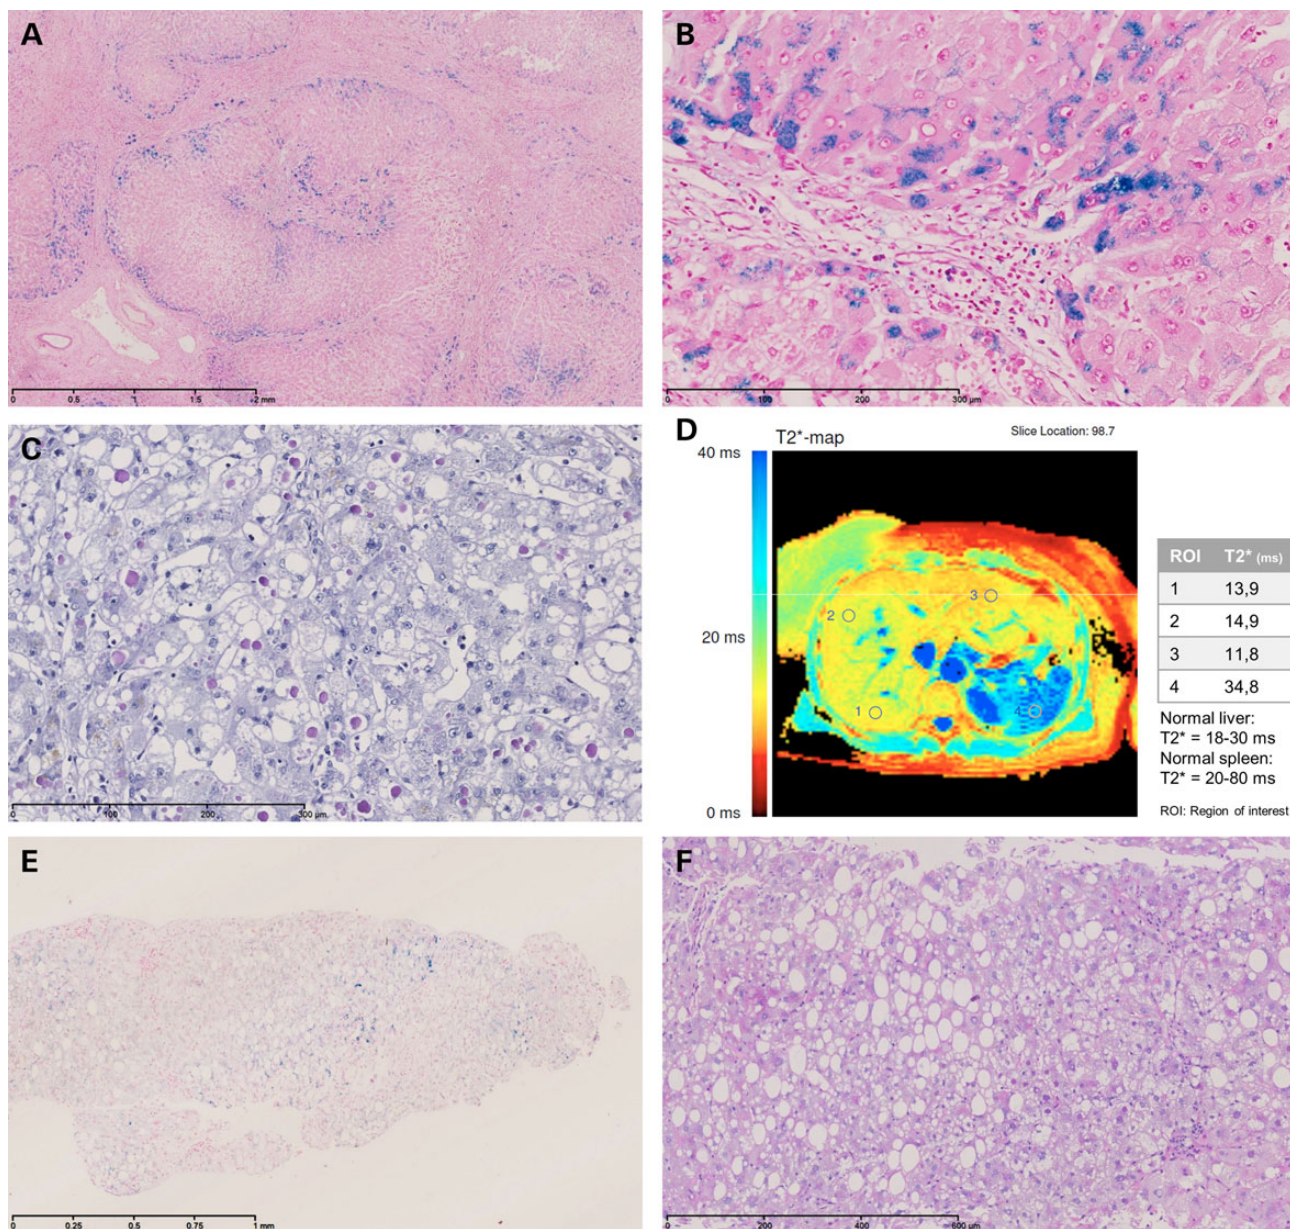 A
0 0.5 1 1.5 2 mm
B
0 100 200 300 µm
C
0 100 200 300 µm
D
T2*-map
Slice Location: 98.7
40 ms
20 ms
0 ms
1
2
3
4
ROI T2* (ms)
1 13,9
2 14,9
3 11,8
4 34,8
Normal liver:
T2* = 18-30 ms
Normal spleen:
T2* = 20-80 ms
ROI: Region of interest
E
0 0.25 0.5 0.75 1 mm
F
0 200 400 600 µm